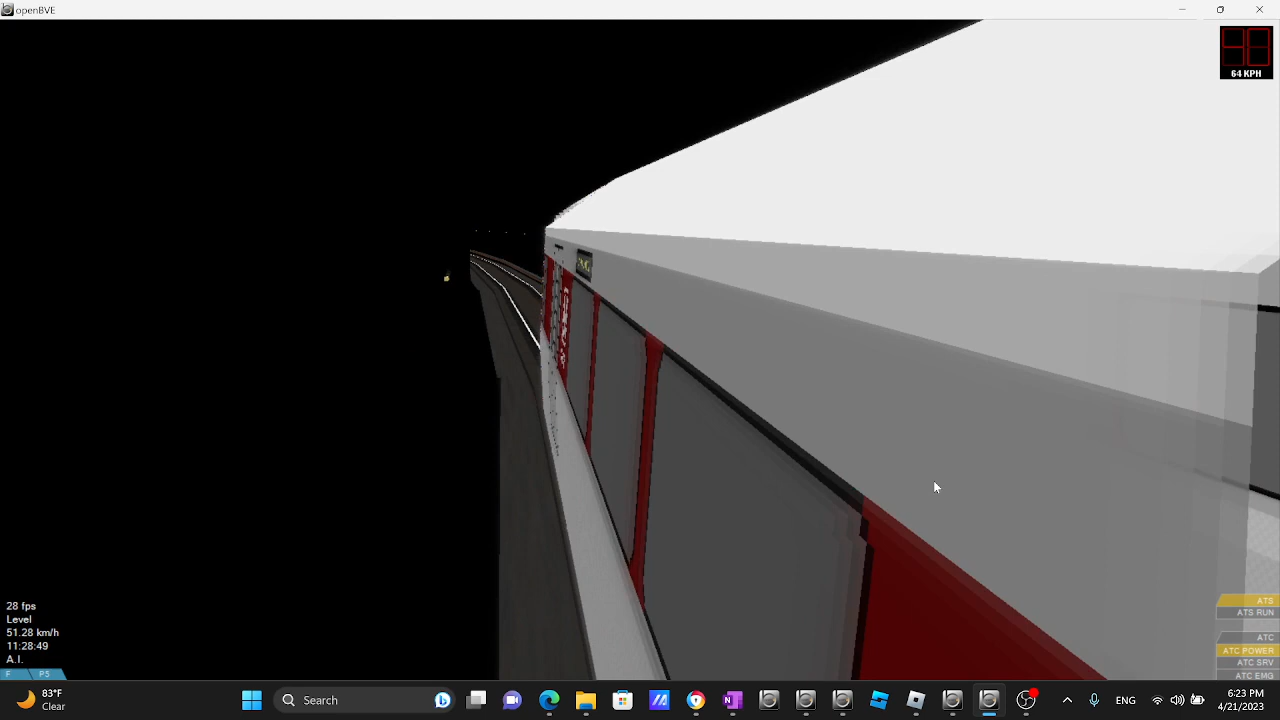 openBVE
64 KPH
28 fps
Level
51.28 km/h
11:28:49
A.I.
F P5
ATS
ATS RUN
ATC
ATC POWER
ATC SRV
ATC EMG
83°F
Clear
Search
ENG
6:23 PM
4/21/2023